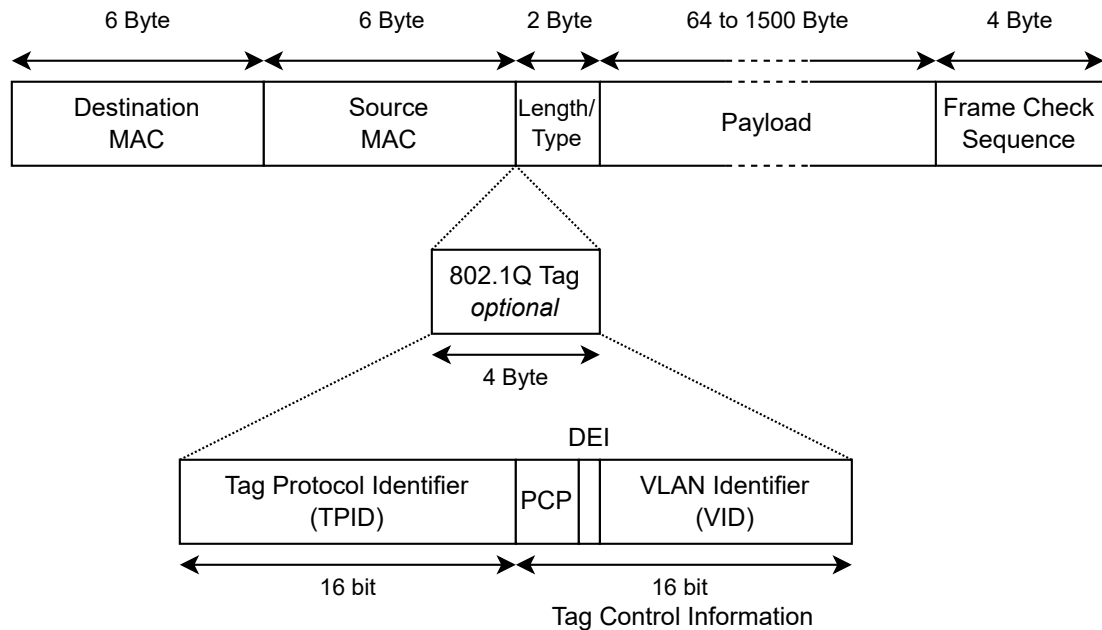 6 Byte
6 Byte
2 Byte
64 to 1500 Byte
4 Byte
Destination
MAC
Source
MAC
Length/
Type
Payload
Frame Check
Sequence
802.1Q Tag
optional
4 Byte
DEI
Tag Protocol Identifier
(TPID)
PCP
VLAN Identifier
(VID)
16 bit
16 bit
Tag Control Information